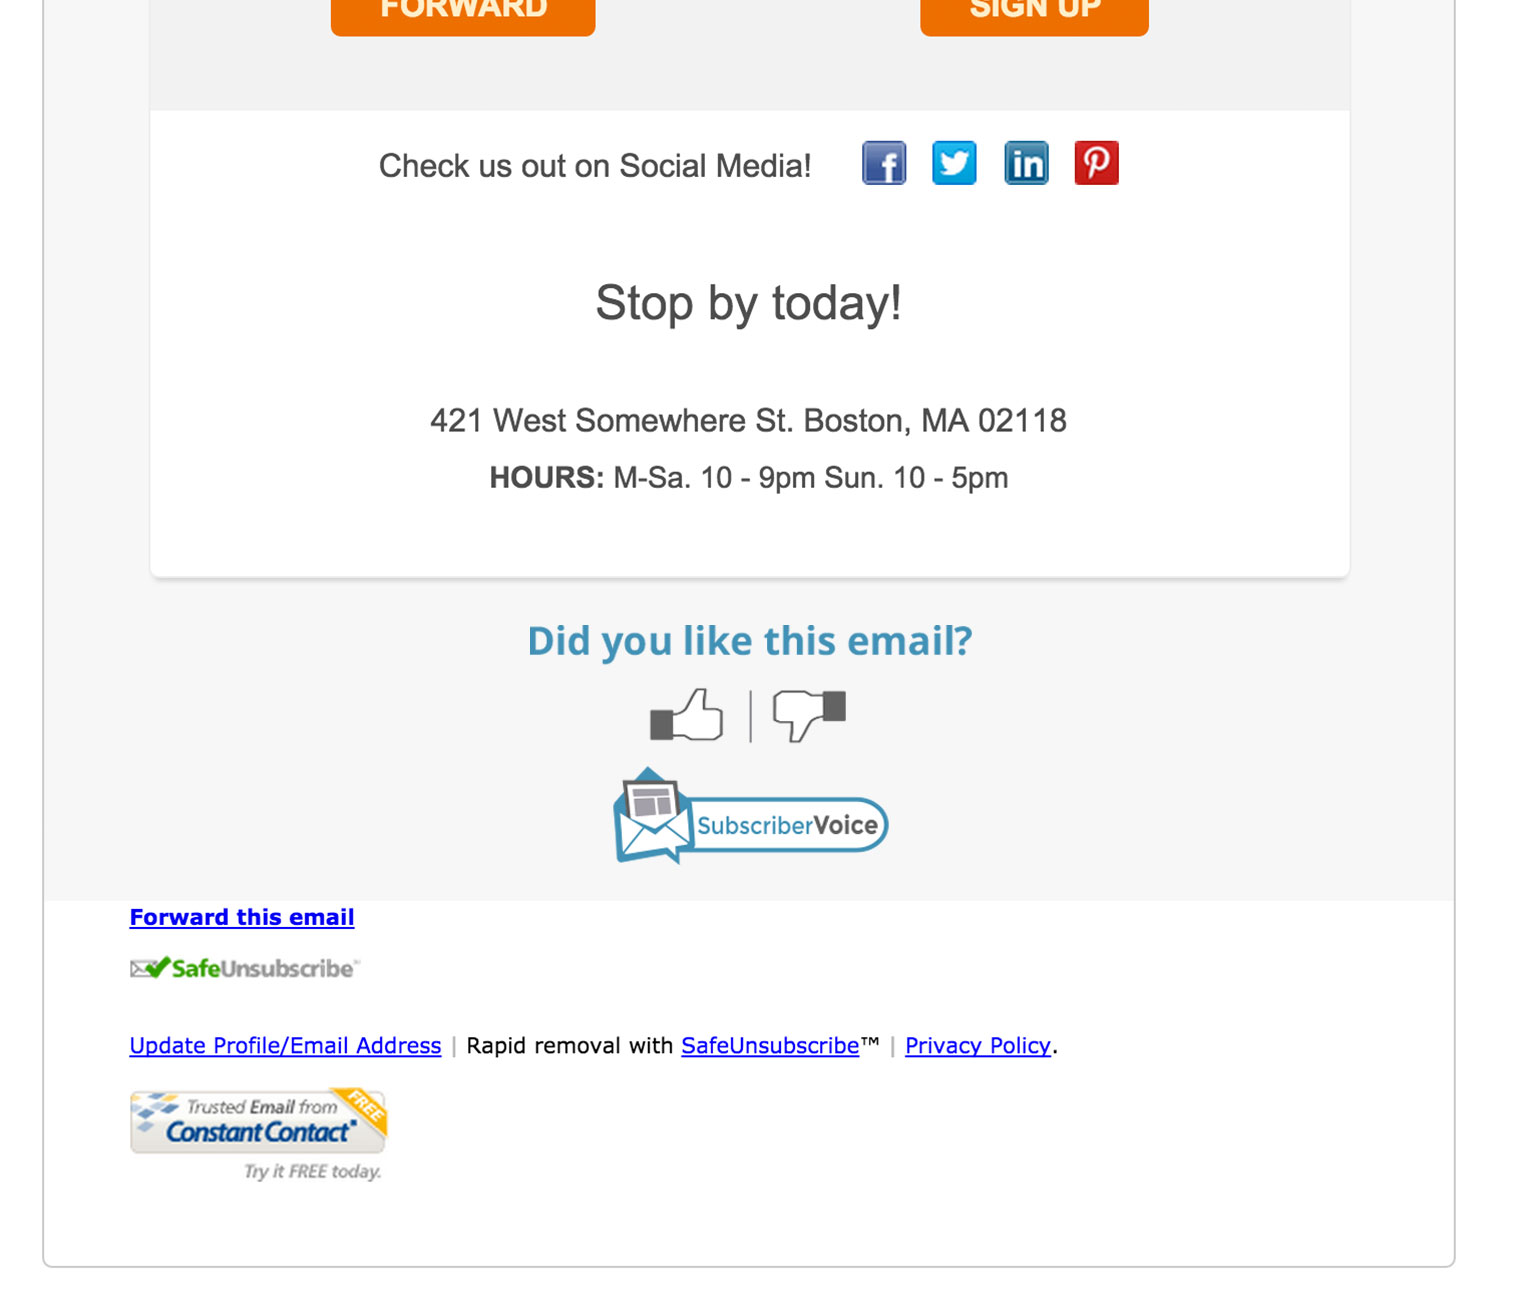 FORWARD
SIGN UP
Check us out on Social Media!
f
in
Stop by today!
421 West Somewhere St. Boston, MA 02118
HOURS: M-Sa. 10 - 9pm Sun. 10 - 5pm
Did you like this email?
SubscriberVoice
Forward this email
SafeUnsubscribe™
Update Profile/Email Address | Rapid removal with SafeUnsubscribe™ | Privacy Policy.
Trusted Email from
FREE
Constant Contact®
Try it FREE today.